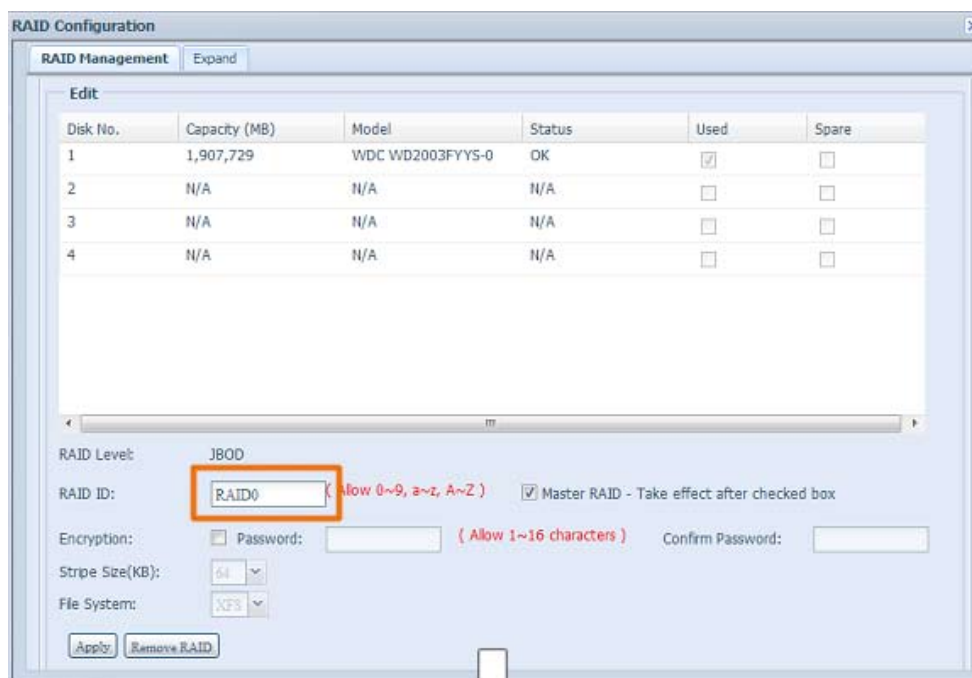 RAID Configuration
RAID Management Expand
Edit
Disk No. Capacity (MB) Model Status Used Spare
1 1,907,729 WDC WD2003FYYS-0 OK
2 N/A N/A N/A
3 N/A N/A N/A
4 N/A N/A N/A
RAID Level: JBOD
RAID ID: RAID0 ( Allow 0~9, a~z, A~Z ) Master RAID - Take effect after checked box
Encryption: Password: ( Allow 1~16 characters ) Confirm Password:
Stripe Size(KB): 64
File System: XFS
Apply Remove RAID